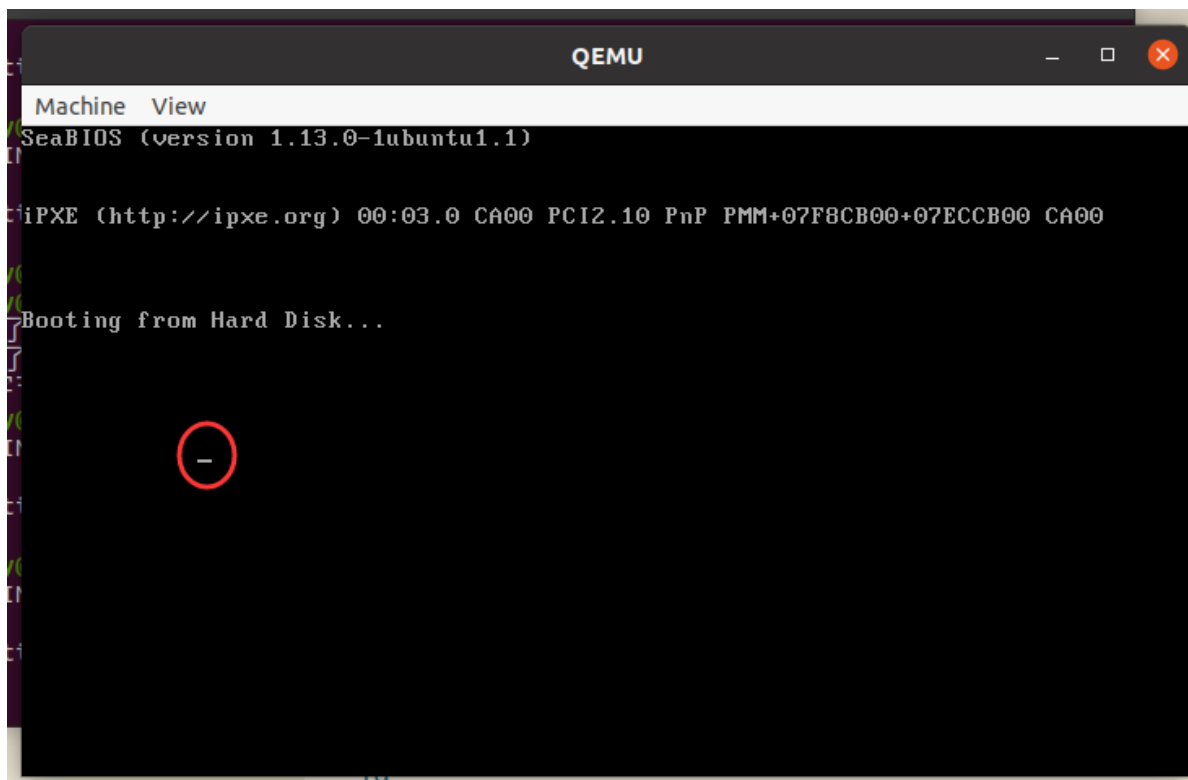 QEMU
Machine View
SeaBIOS (version 1.13.0-1ubuntu1.1)
iPXE (http://ipxe.org) 00:03.0 CA00 PCI2.10 PnP PMM+07F8CB00+07ECCB00 CA00
Booting from Hard Disk...
_